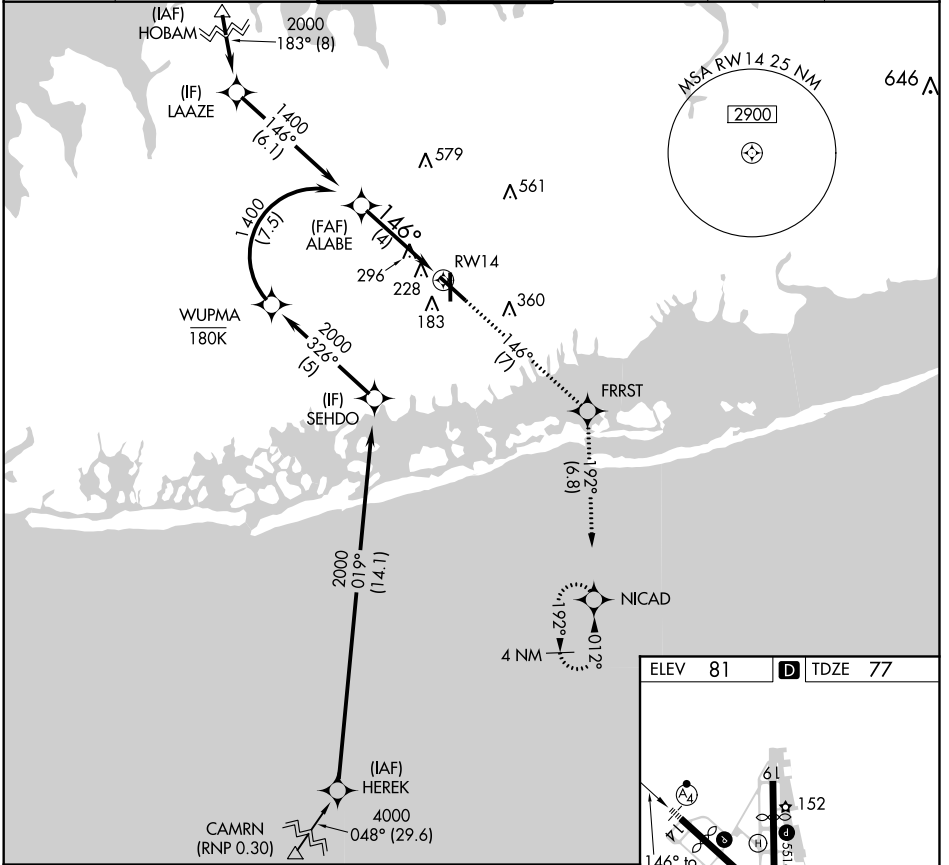 (IAF)
HOBAM
2000
183° (8)
(IF)
LAAZE
1400
146°
(6.1)
MSA RW14 25 NM
2900
646
579
561
1400
(7.5)
(FAF)
ALABE
146°
(4)
RW14
296
228
183
360
WUPMA
180K
2000
326°
(5)
146°
(7)
(IF)
SEHDO
FRRST
192°
(6.8)
2000
019°
(14.1)
NICAD
192°
012°
4 NM
ELEV 81
D
TDZE 77
(IAF)
HEREK
4000
048° (29.6)
CAMRN
(RNP 0.30)
19
A4
152
14
P
P
H
146° to